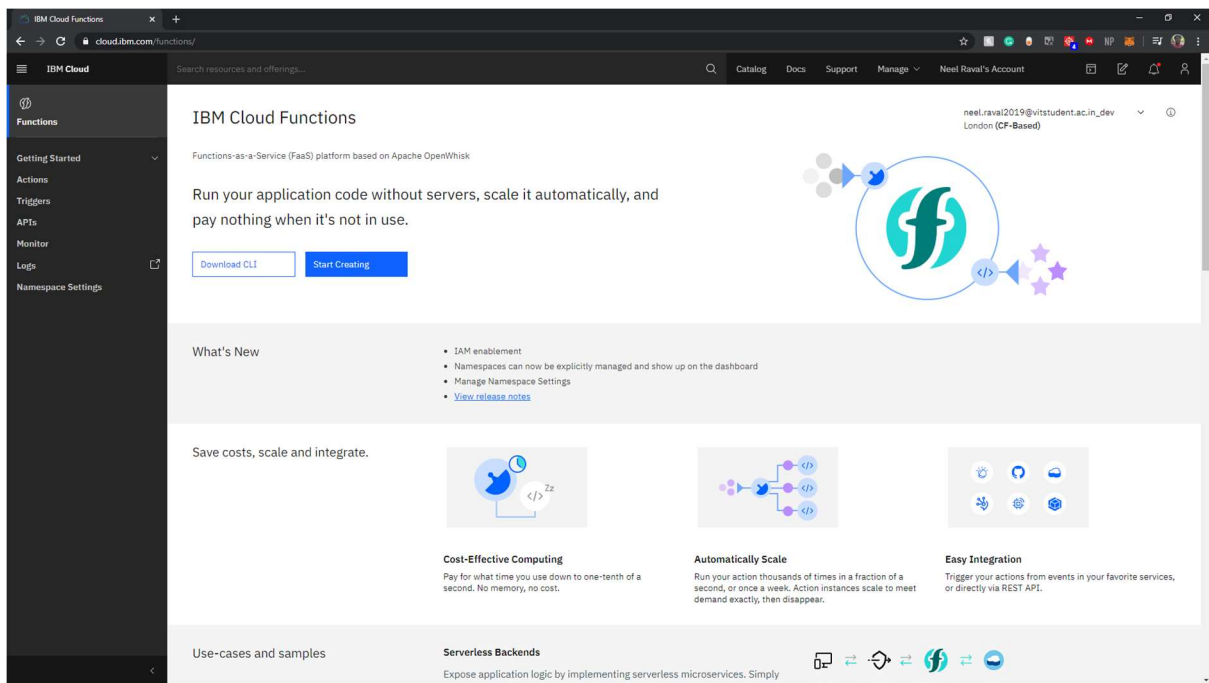 IBM Cloud Functions
cloud.ibm.com/functions/
NP
4
IBM Cloud
Search resources and offerings...
Catalog
Docs
Support
Manage
Neel Raval's Account
Functions
Getting Started
Actions
Triggers
APIs
Monitor
Logs
Namespace Settings
IBM Cloud Functions
neel.raval2019@vitstudent.ac.in_dev
London (CF-Based)
Functions-as-a-Service (FaaS) platform based on Apache OpenWhisk
Run your application code without servers, scale it automatically, and
pay nothing when it's not in use.
Download CLI
Start Creating
</>
What's New
• IAM enablement
• Namespaces can now be explicitly managed and show up on the dashboard
• Manage Namespace Settings
• View release notes
Save costs, scale and integrate.
</>
Zz
</>
</>
</>
Cost-Effective Computing
Pay for what time you use down to one-tenth of a
second. No memory, no cost.
Automatically Scale
Run your action thousands of times in a fraction of a
second, or once a week. Action instances scale to meet
demand exactly, then disappear.
Easy Integration
Trigger your actions from events in your favorite services,
or directly via REST API.
Use-cases and samples
Serverless Backends
Expose application logic by implementing serverless microservices. Simply